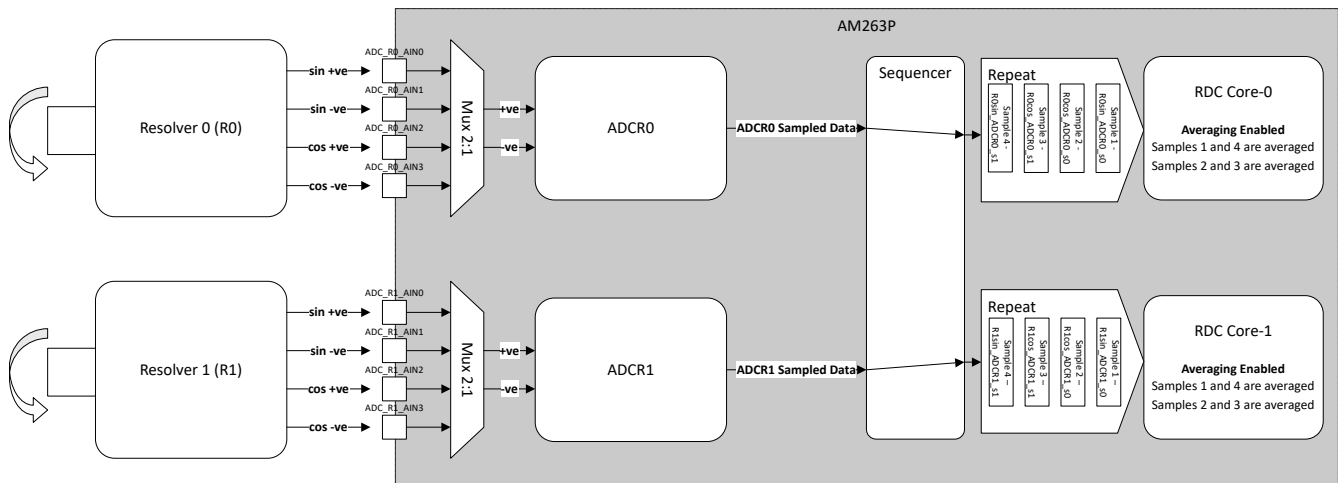 AM263P
Resolver 0 (R0)
sin +ve
sin -ve
cos +ve
cos -ve
ADC_R0_AIN0
ADC_R0_AIN1
ADC_R0_AIN2
ADC_R0_AIN3
Mux 2:1
+ve
-ve
ADCR0
ADCR0 Sampled Data
Sequencer
Repeat
Sample 4 -
R0sin_ADCR0_s1
Sample 3 -
R0cos_ADCR0_s1
Sample 2 -
R0cos_ADCR0_s0
Sample 1 -
R0sin_ADCR0_s0
RDC Core-0
Averaging Enabled
Samples 1 and 4 are averaged
Samples 2 and 3 are averaged
Resolver 1 (R1)
sin +ve
sin -ve
cos +ve
cos -ve
ADC_R1_AIN0
ADC_R1_AIN1
ADC_R1_AIN2
ADC_R1_AIN3
Mux 2:1
+ve
-ve
ADCR1
ADCR1 Sampled Data
Repeat
Sample 4 –
R1sin_ADCR1_s1
Sample 3 –
R1cos_ADCR1_s1
Sample 2 –
R1cos_ADCR1_s0
Sample 1 –
R1sin_ADCR1_s0
RDC Core-1
Averaging Enabled
Samples 1 and 4 are averaged
Samples 2 and 3 are averaged